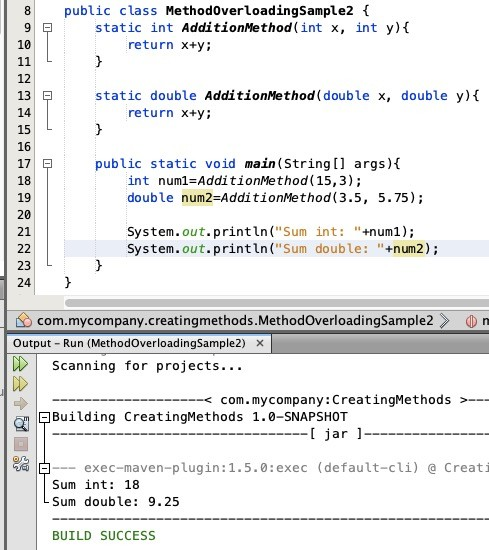 8 public class MethodOverloadingSample2 {
9 static int AdditionMethod(int x, int y){
10 return x+y;
11 }
12
13 static double AdditionMethod(double x, double y){
14 return x+y;
15 }
16
17 public static void main(String[] args){
18 int num1=AdditionMethod(15,3);
19 double num2=AdditionMethod(3.5, 5.75);
20
21 System.out.println("Sum int: "+num1);
22 System.out.println("Sum double: "+num2);
23 }
24 }
com.mycompany.creatingmethods.MethodOverloadingSample2
Output – Run (MethodOverloadingSample2) ×
Scanning for projects...
--------------------< com.mycompany:CreatingMethods >---
Building CreatingMethods 1.0-SNAPSHOT
--------------------------------[ jar ]-----------------
--- exec-maven-plugin:1.5.0:exec (default-cli) @ Creati
Sum int: 18
Sum double: 9.25
--------------------------------------------------------
BUILD SUCCESS